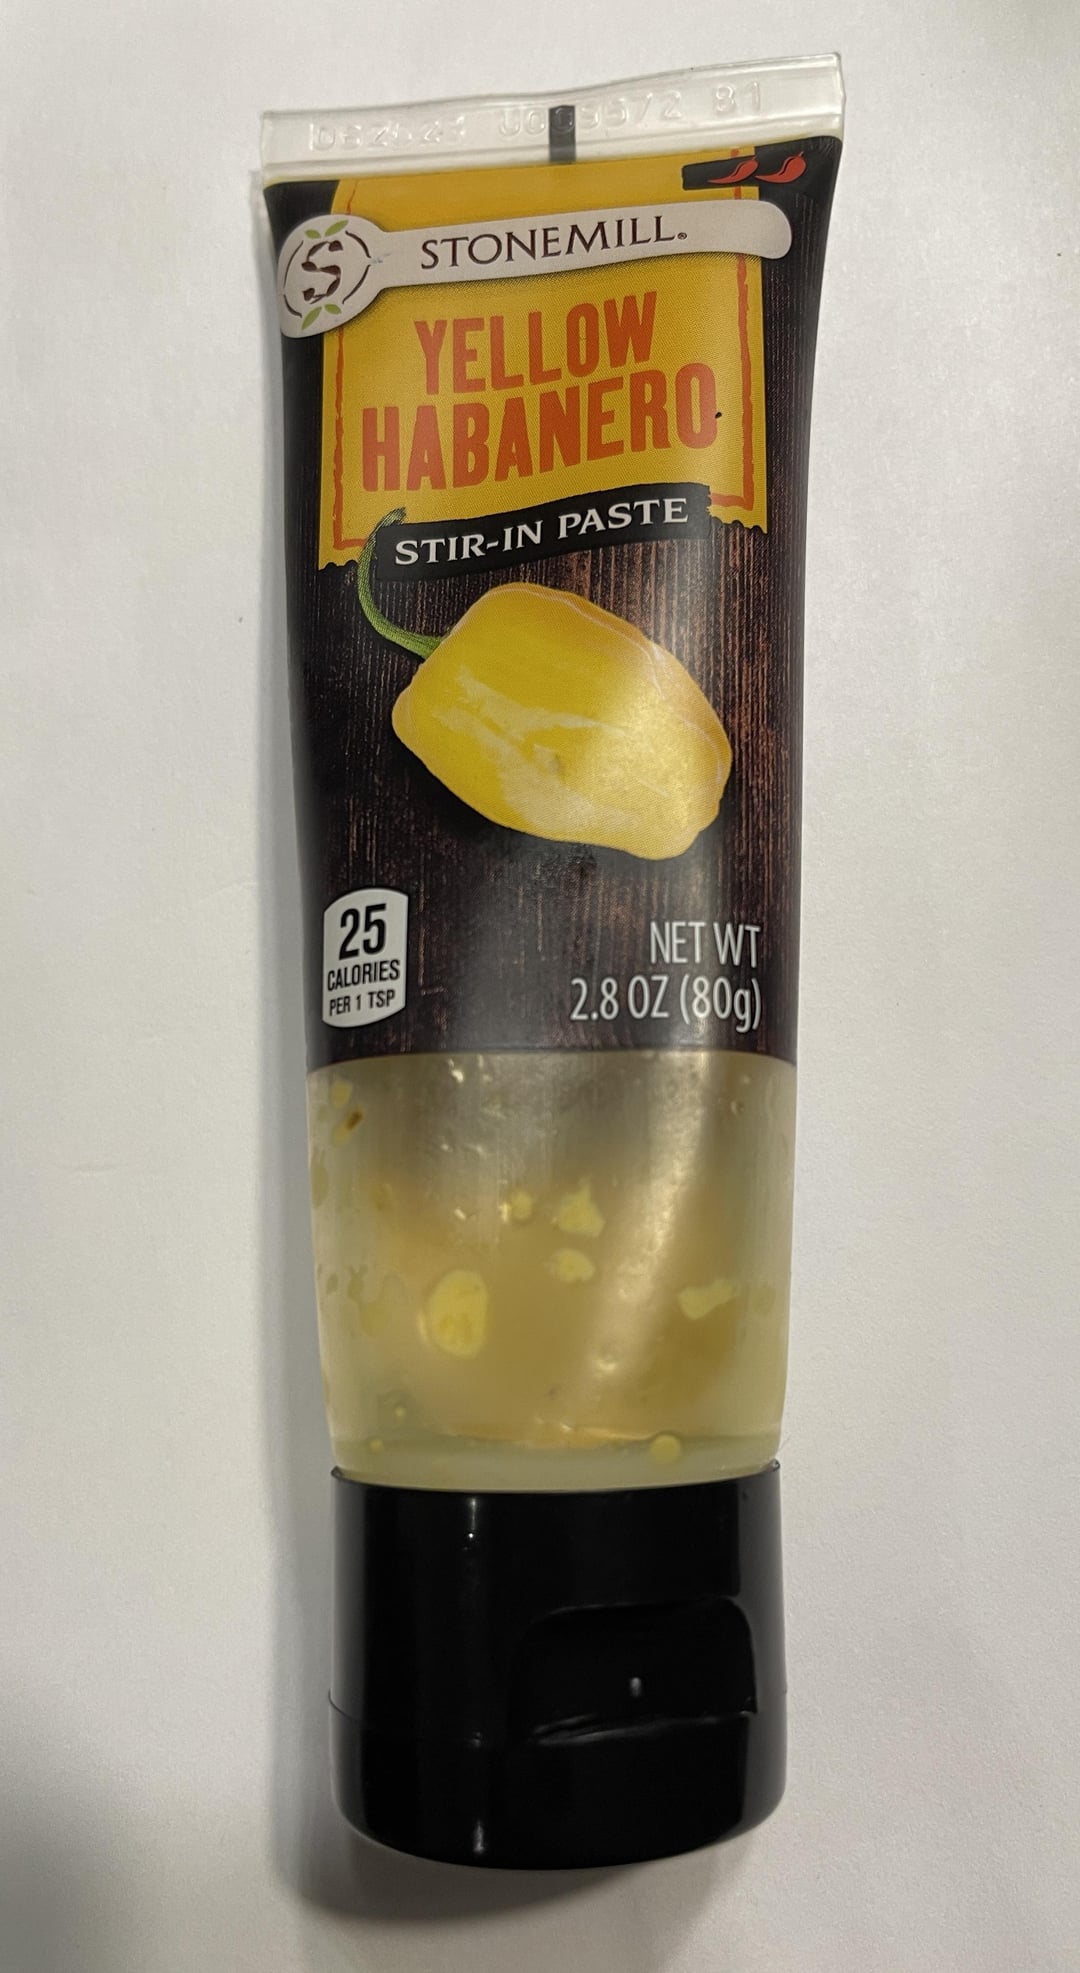 S
STONEMILL®
YELLOW
HABANERO
STIR-IN PASTE
25
CALORIES
PER 1 TSP
NET WT
2.8 OZ (80g)